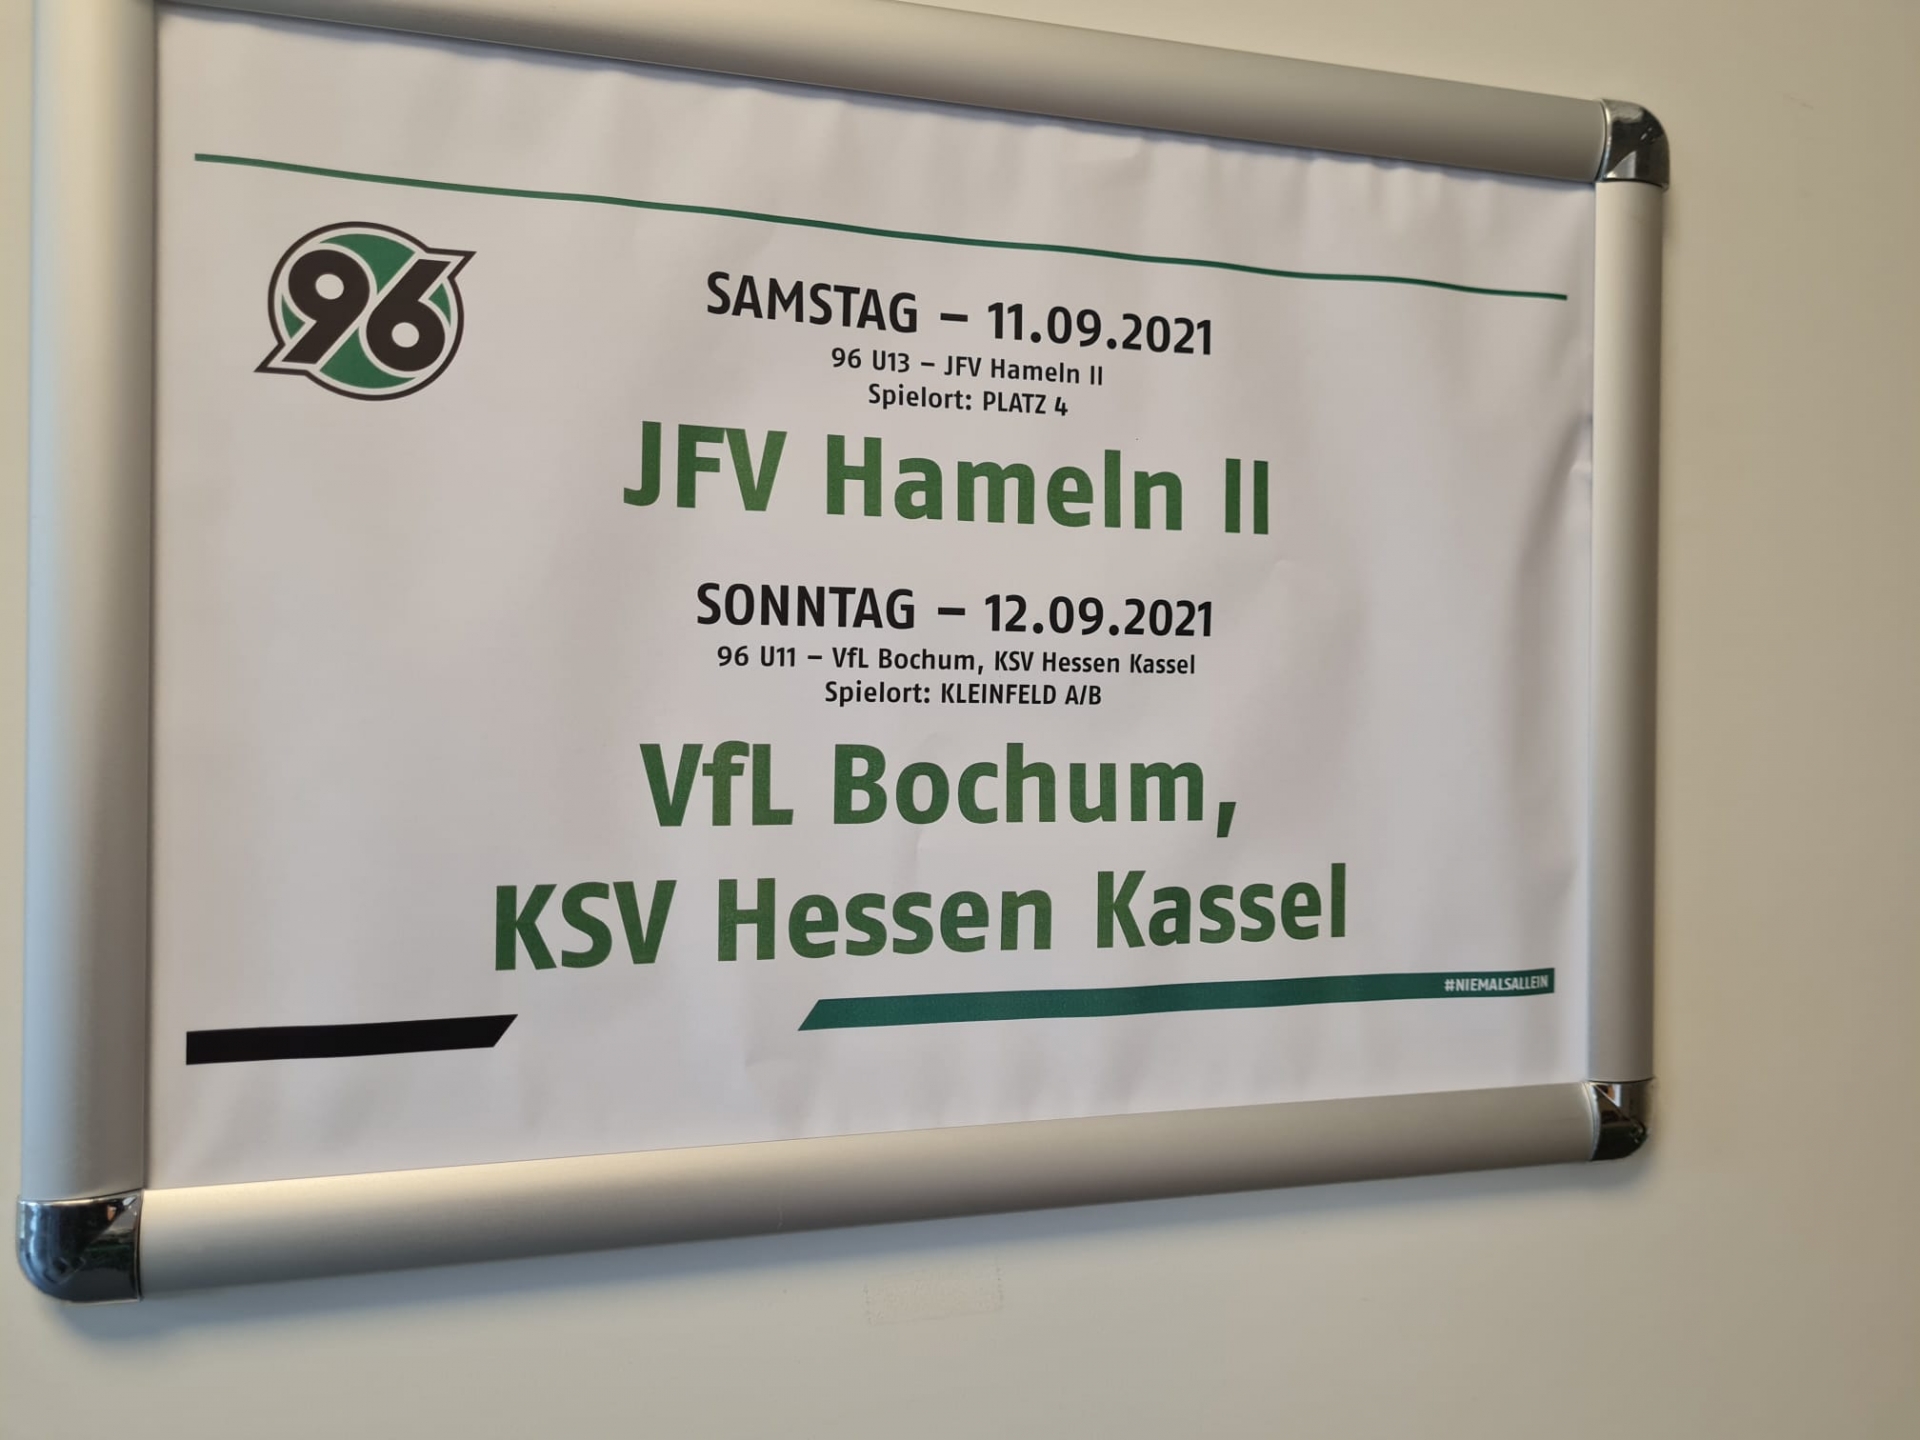 96
SAMSTAG – 11.09.2021
96 U13 – JFV Hameln II
Spielort: PLATZ 4
JFV Hameln II
SONNTAG – 12.09.2021
96 U11 – VfL Bochum, KSV Hessen Kassel
Spielort: KLEINFELD A/B
VfL Bochum,
KSV Hessen Kassel
#NIEMALSALLEIN